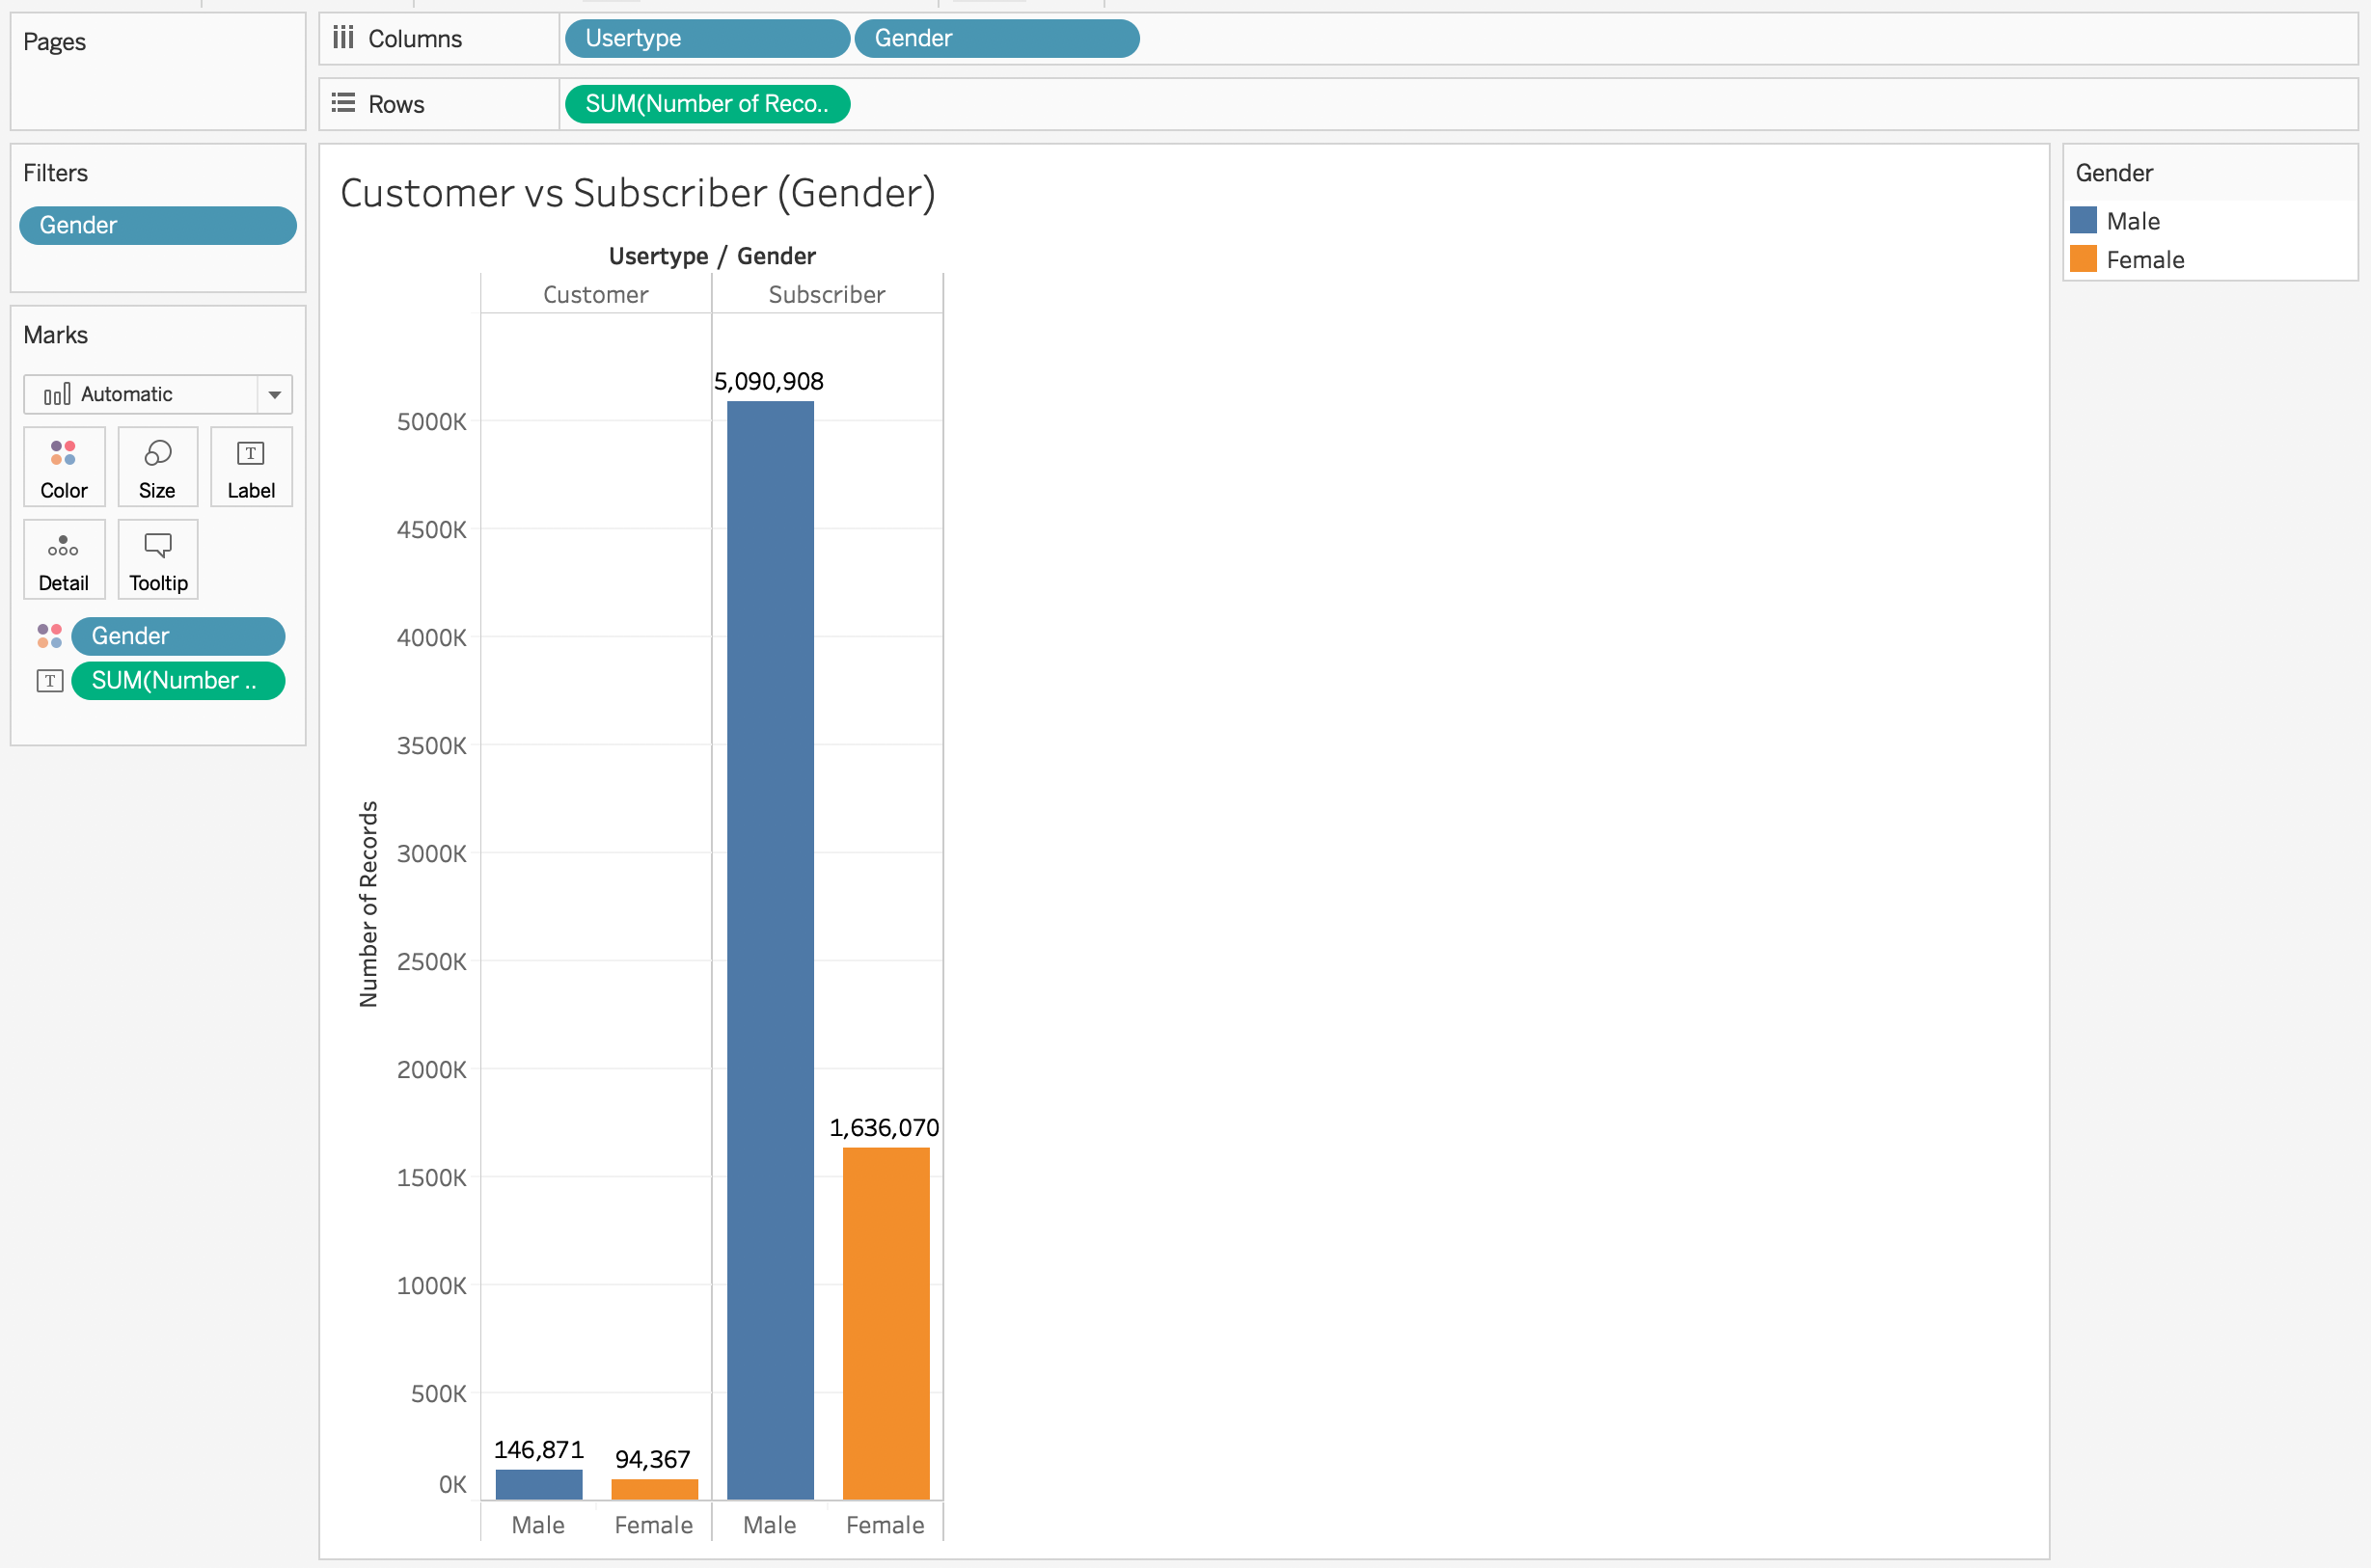 Pages
Columns
Usertype
Gender
Rows
SUM(Number of Reco..
Filters
Gender
Marks
Automatic
Color
Size
Label
Detail
Tooltip
Gender
SUM(Number ..
Customer vs Subscriber (Gender)
Usertype / Gender
Customer
Subscriber
Number of Records
5000K
4500K
4000K
3500K
3000K
2500K
2000K
1500K
1000K
500K
0K
146,871
94,367
5,090,908
1,636,070
Male
Female
Male
Female
Gender
Male
Female